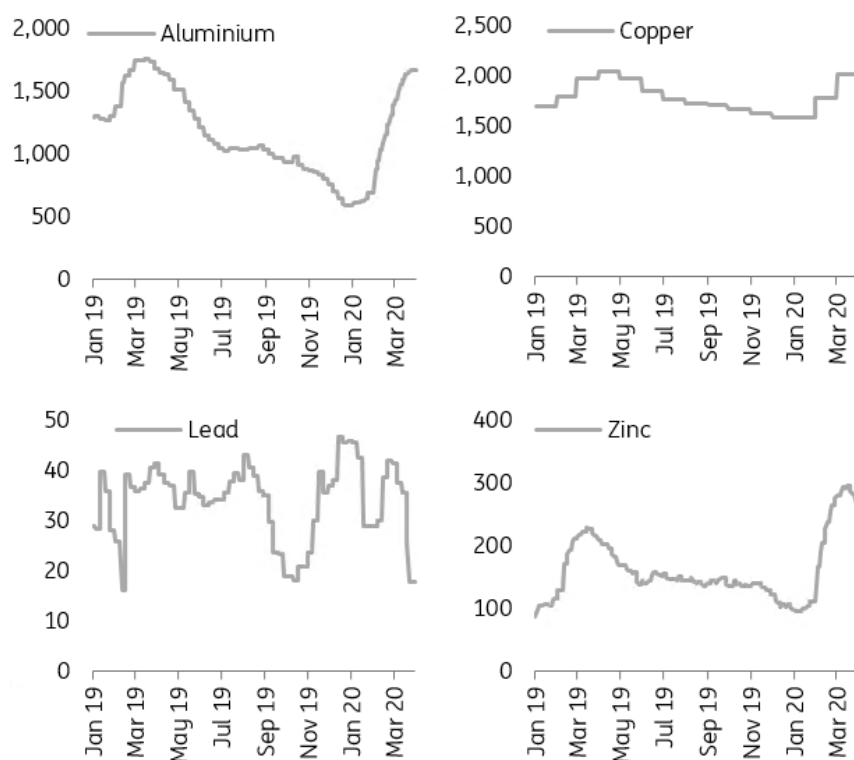 Aluminium
2,000
1,500
1,000
500
0
Jan 19
Mar 19
May 19
Jul 19
Sep 19
Nov 19
Jan 20
Mar 20
Copper
2,500
2,000
1,500
1,000
500
0
Jan 19
Mar 19
May 19
Jul 19
Sep 19
Nov 19
Jan 20
Mar 20
Lead
50
40
30
20
10
0
Jan 19
Mar 19
May 19
Jul 19
Sep 19
Nov 19
Jan 20
Mar 20
Zinc
400
300
200
100
0
Jan 19
Mar 19
May 19
Jul 19
Sep 19
Nov 19
Jan 20
Mar 20